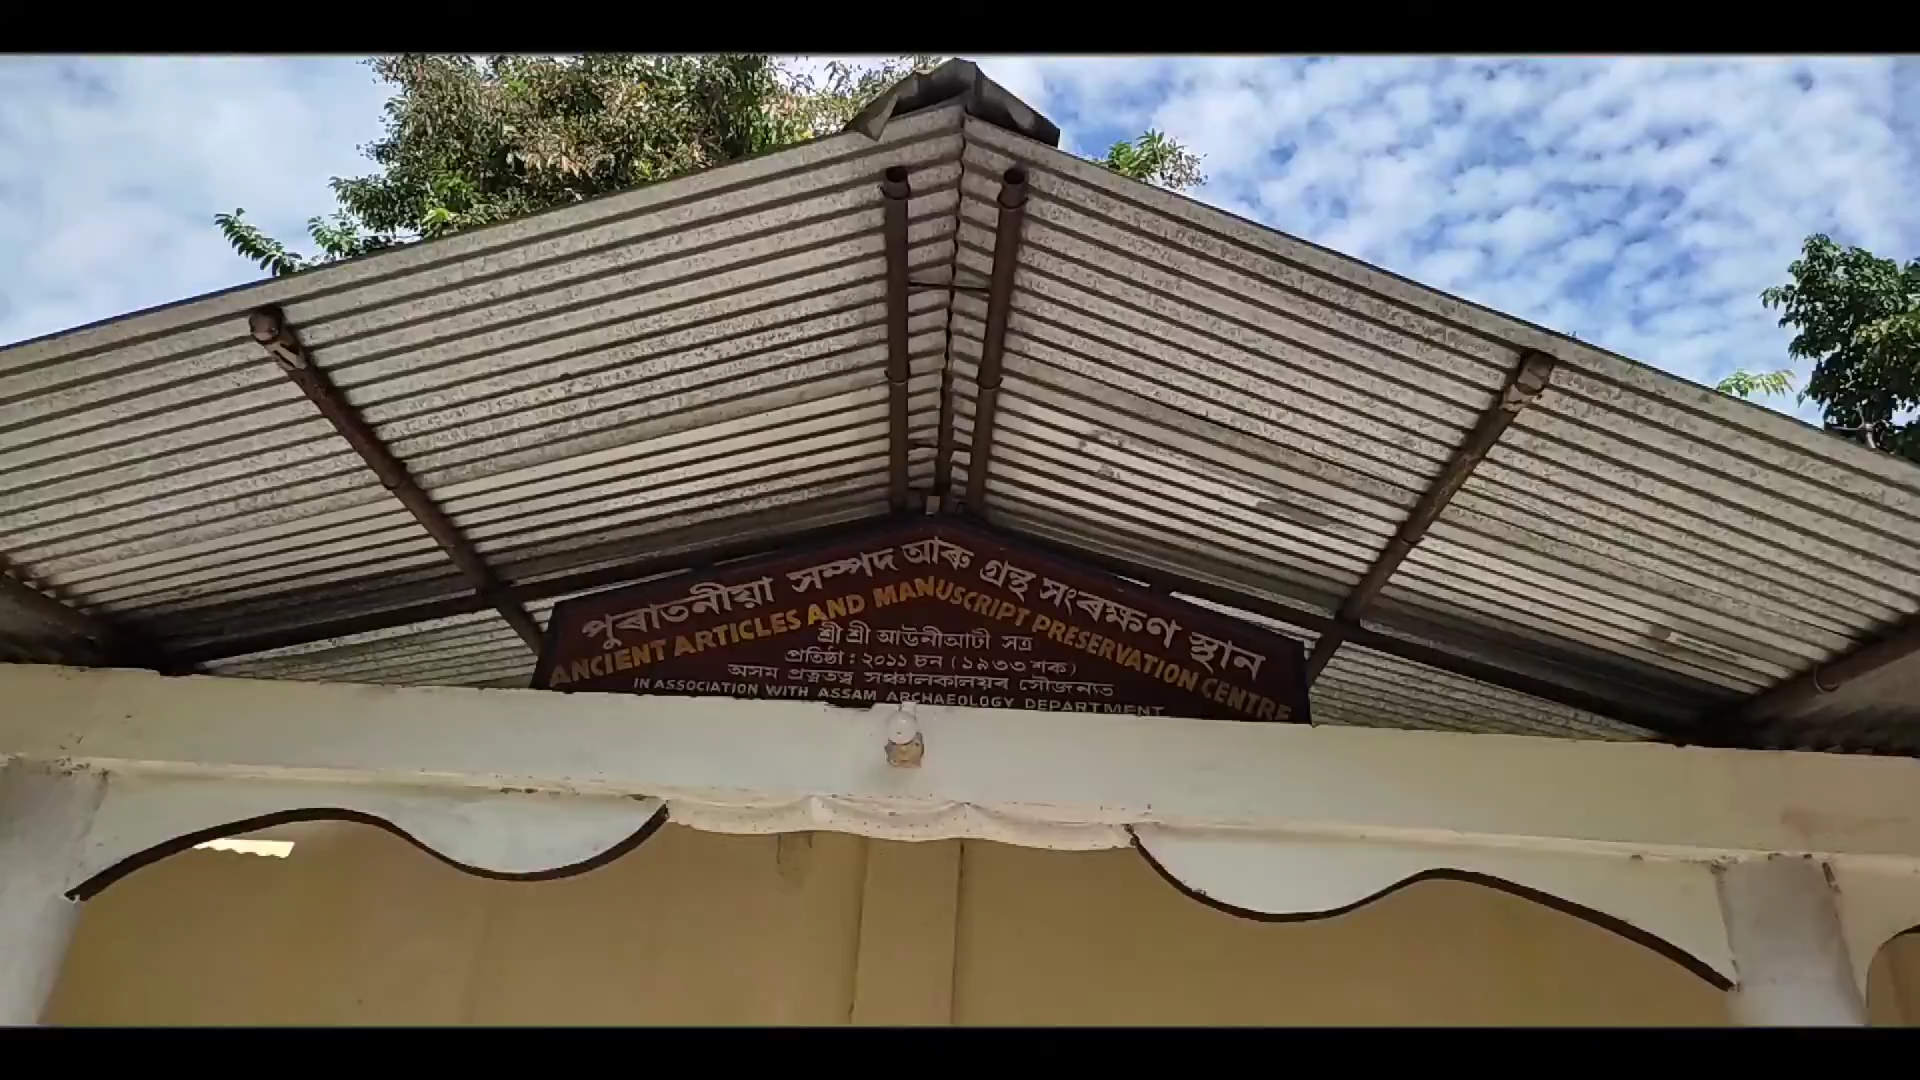 পুৰাতনীয়া সম্পদ আৰু গ্ৰন্থ সংৰক্ষণ স্থান
ANCIENT ARTICLES AND MANUSCRIPT PRESERVATION CENTRE
শ্ৰী শ্ৰী আউনীআটী সত্ৰ
প্ৰতিষ্ঠা : ২০১১ চন ( ১৯৩৩ শক )
অসম প্ৰত্নতত্ব সঞ্চালকালয়ৰ সৌজন্যত
IN ASSOCIATION WITH ASSAM ARCHAEOLOGY DEPARTMENT